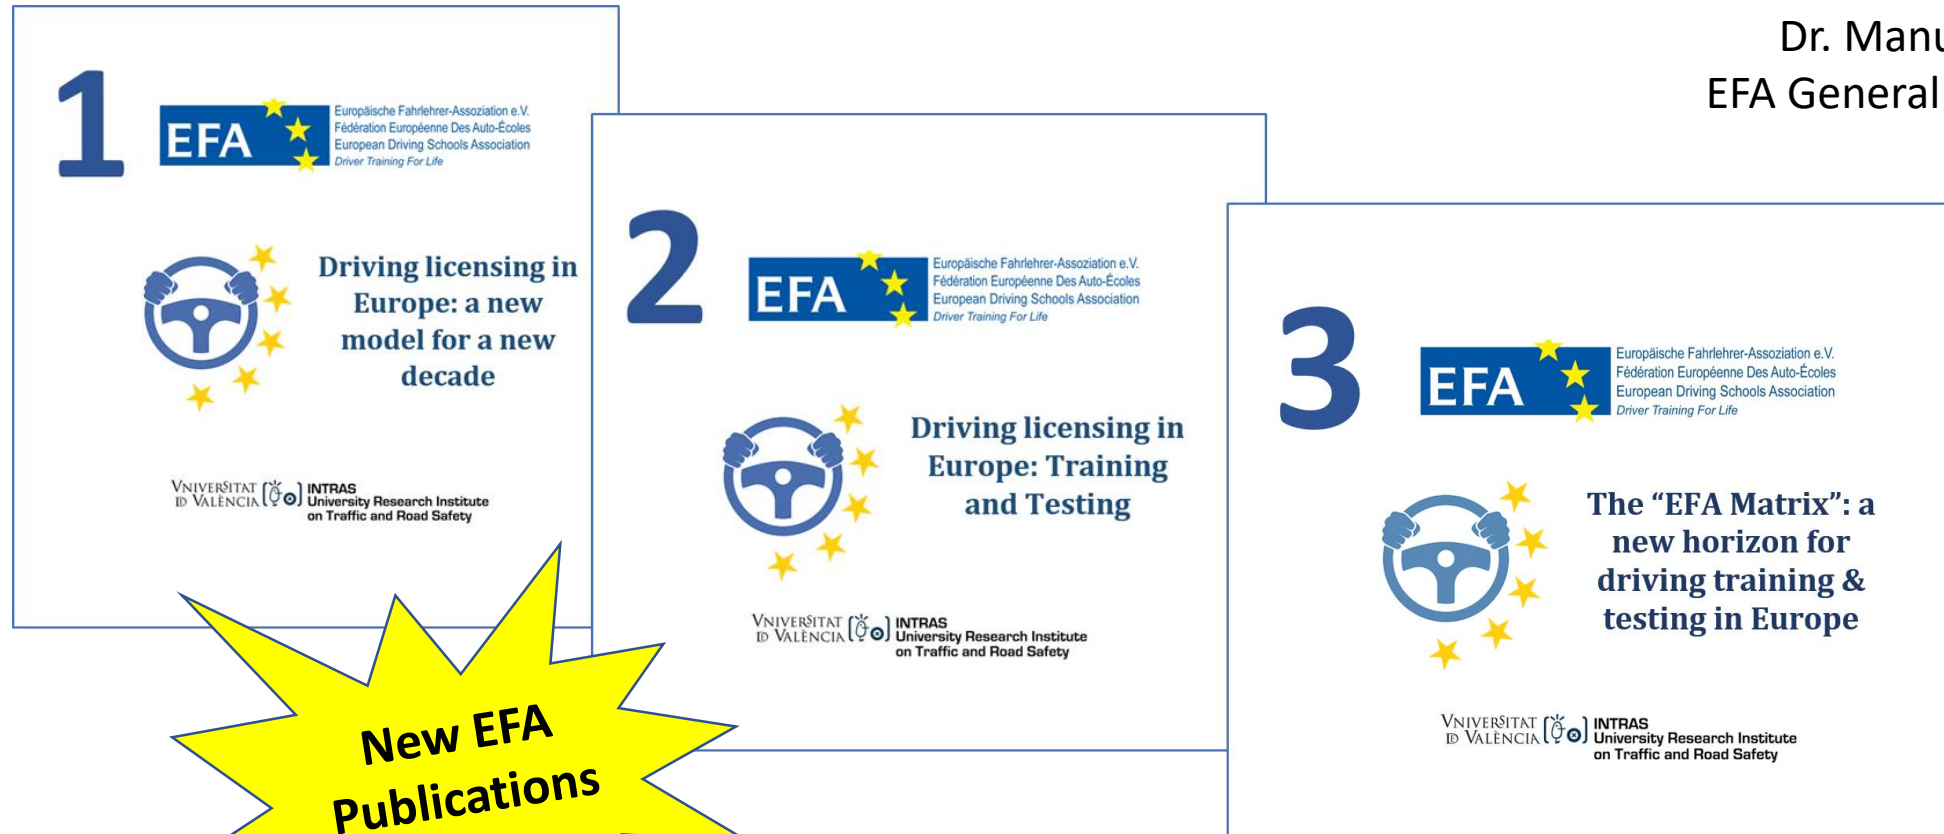 Dr.
EFA General
1
EFA
Europäische Fahrlehrer-Assoziation e.V.
Fédération Européenne Des Auto-Écoles
European Driving Schools Association
Driver Training For Life
Driving licensing in
Europe: a new
model for a new
decade
VNIVERSITAT
ID VALÈNCIA
INTRAS
University Research Institute
on Traffic and Road Safety
2
EFA
Europäische Fahrlehrer-Assoziation e.V.
Fédération Européenne Des Auto-Écoles
European Driving Schools Association
Driver Training For Life
Driving licensing in
Europe: Training
and Testing
VNIVERSITAT
ID VALÈNCIA
INTRAS
University Research Institute
on Traffic and Road Safety
3
EFA
Europäische Fahrlehrer-Assoziation e.V.
Fédération Européenne Des Auto-Écoles
European Driving Schools Association
Driver Training For Life
The “EFA Matrix”: a
new horizon for
driving training &
testing in Europe
VNIVERSITAT
ID VALÈNCIA
INTRAS
University Research Institute
on Traffic and Road Safety
New EFA
Publications